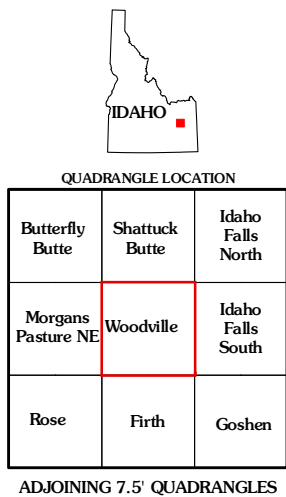 IDAHO
QUADRANGLE LOCATION
Butterfly
Butte
Shattuck
Butte
Idaho
Falls
North
Morgans
Pasture NE
Woodville
Idaho
Falls
South
Rose
Firth
Goshen
ADJOINING 7.5' QUADRANGLES